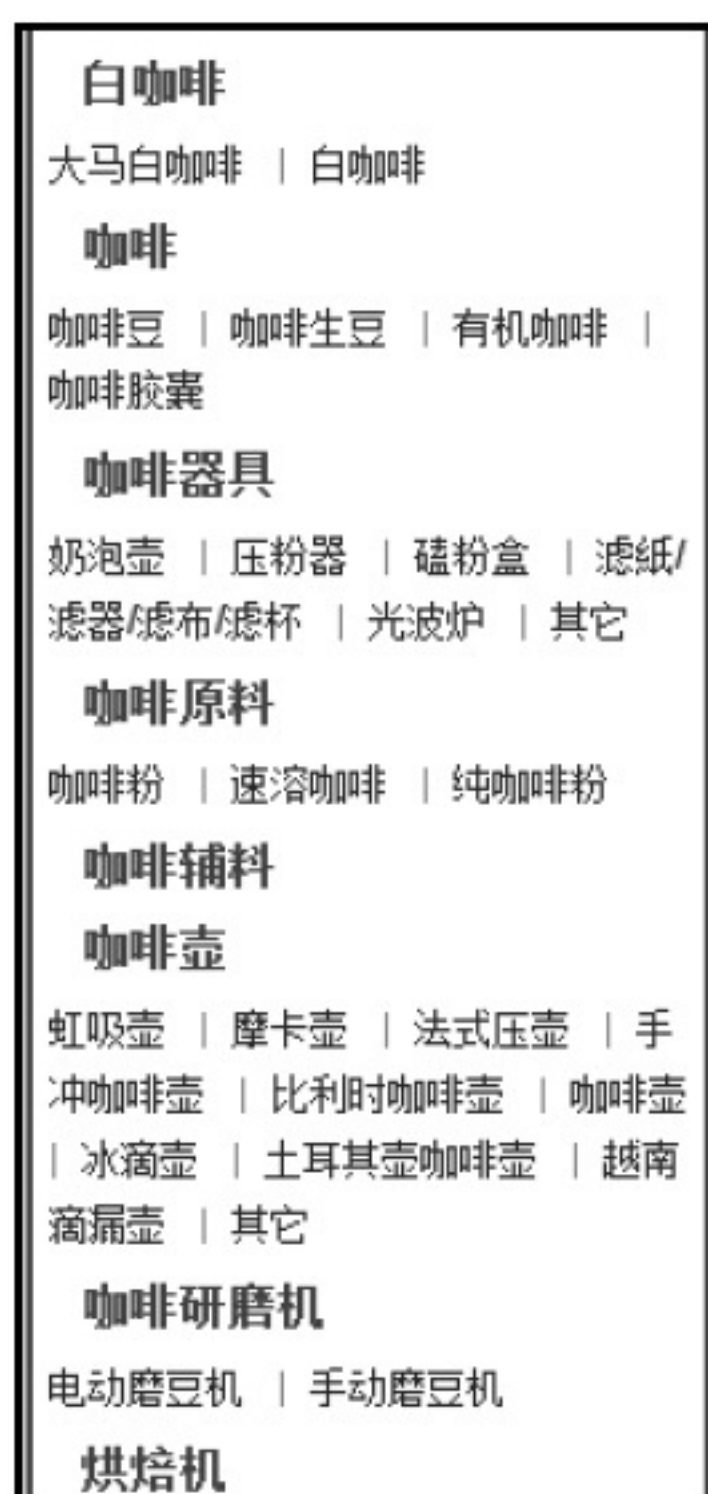 白咖啡
大马白咖啡 | 白咖啡
咖啡
咖啡豆 | 咖啡生豆 | 有机咖啡 |
咖啡胶囊
咖啡器具
奶泡壶 | 压粉器 | 磕粉盒 | 滤紙/
滤器/滤布/滤杯 | 光波炉 | 其它
咖啡原料
咖啡粉 | 速溶咖啡 | 纯咖啡粉
咖啡辅料
咖啡壶
虹吸壶 | 摩卡壶 | 法式压壶 | 手
冲咖啡壶 | 比利时咖啡壶 | 咖啡壶
| 冰滴壶 | 土耳其壶咖啡壶 | 越南
滴漏壶 | 其它
咖啡研磨机
电动磨豆机 | 手动磨豆机
烘焙机